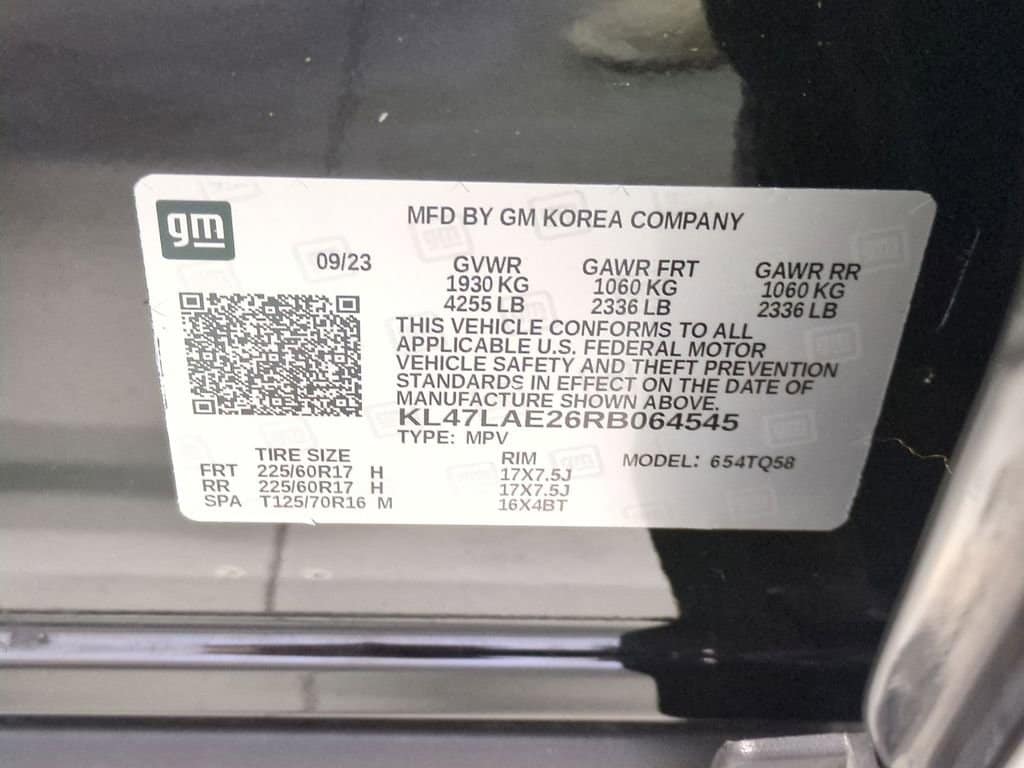 gm
MFD BY GM KOREA COMPANY
09/23
GVWR GAWR FRT GAWR RR
1930 KG 1060 KG 1060 KG
4255 LB 2336 LB 2336 LB
THIS VEHICLE CONFORMS TO ALL
APPLICABLE U.S. FEDERAL MOTOR
VEHICLE SAFETY AND THEFT PREVENTION
STANDARDS IN EFFECT ON THE DATE OF
MANUFACTURE SHOWN ABOVE.
KL47LAE26RB064545
TYPE: MPV
TIRE SIZE RIM MODEL: 654TQ58
FRT 225/60R17 H 17X7.5J
RR 225/60R17 H 17X7.5J
SPA T125/70R16 M 16X4BT